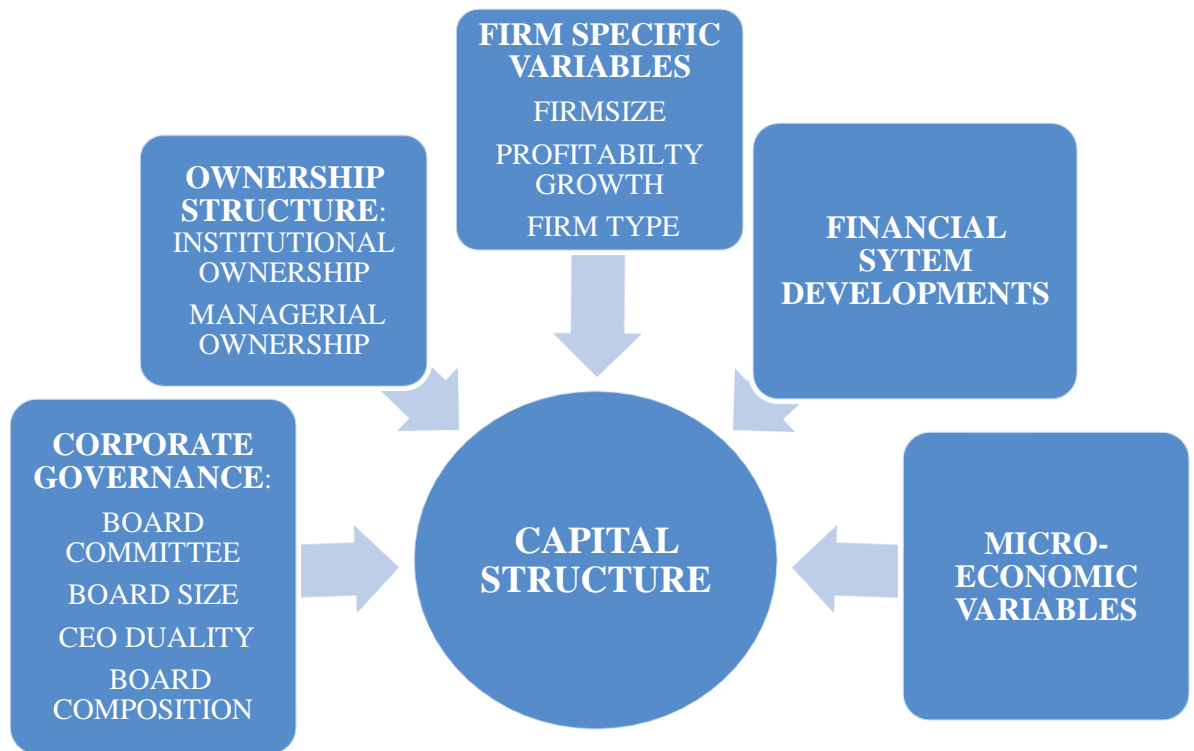 FIRM SPECIFIC
VARIABLES
FIRMSIZE
PROFITABILTY
GROWTH
FIRM TYPE
OWNERSHIP
STRUCTURE:
INSTITUTIONAL
OWNERSHIP
MANAGERIAL
OWNERSHIP
FINANCIAL
SYTEM
DEVELOPMENTS
CORPORATE
GOVERNANCE:
BOARD
COMMITTEE
BOARD SIZE
CEO DUALITY
BOARD
COMPOSITION
CAPITAL
STRUCTURE
MICRO-
ECONOMIC
VARIABLES